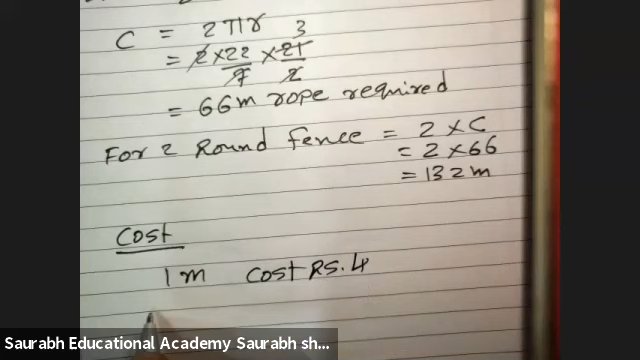 C = 2πr
= 2 × 22/7 × 21/2 3
= 66m rope required
For 2 Round fence = 2 × C
= 2 × 66
= 132m
Cost
1 m Cost Rs. 4
Saurabh Educational Academy Saurabh sh...